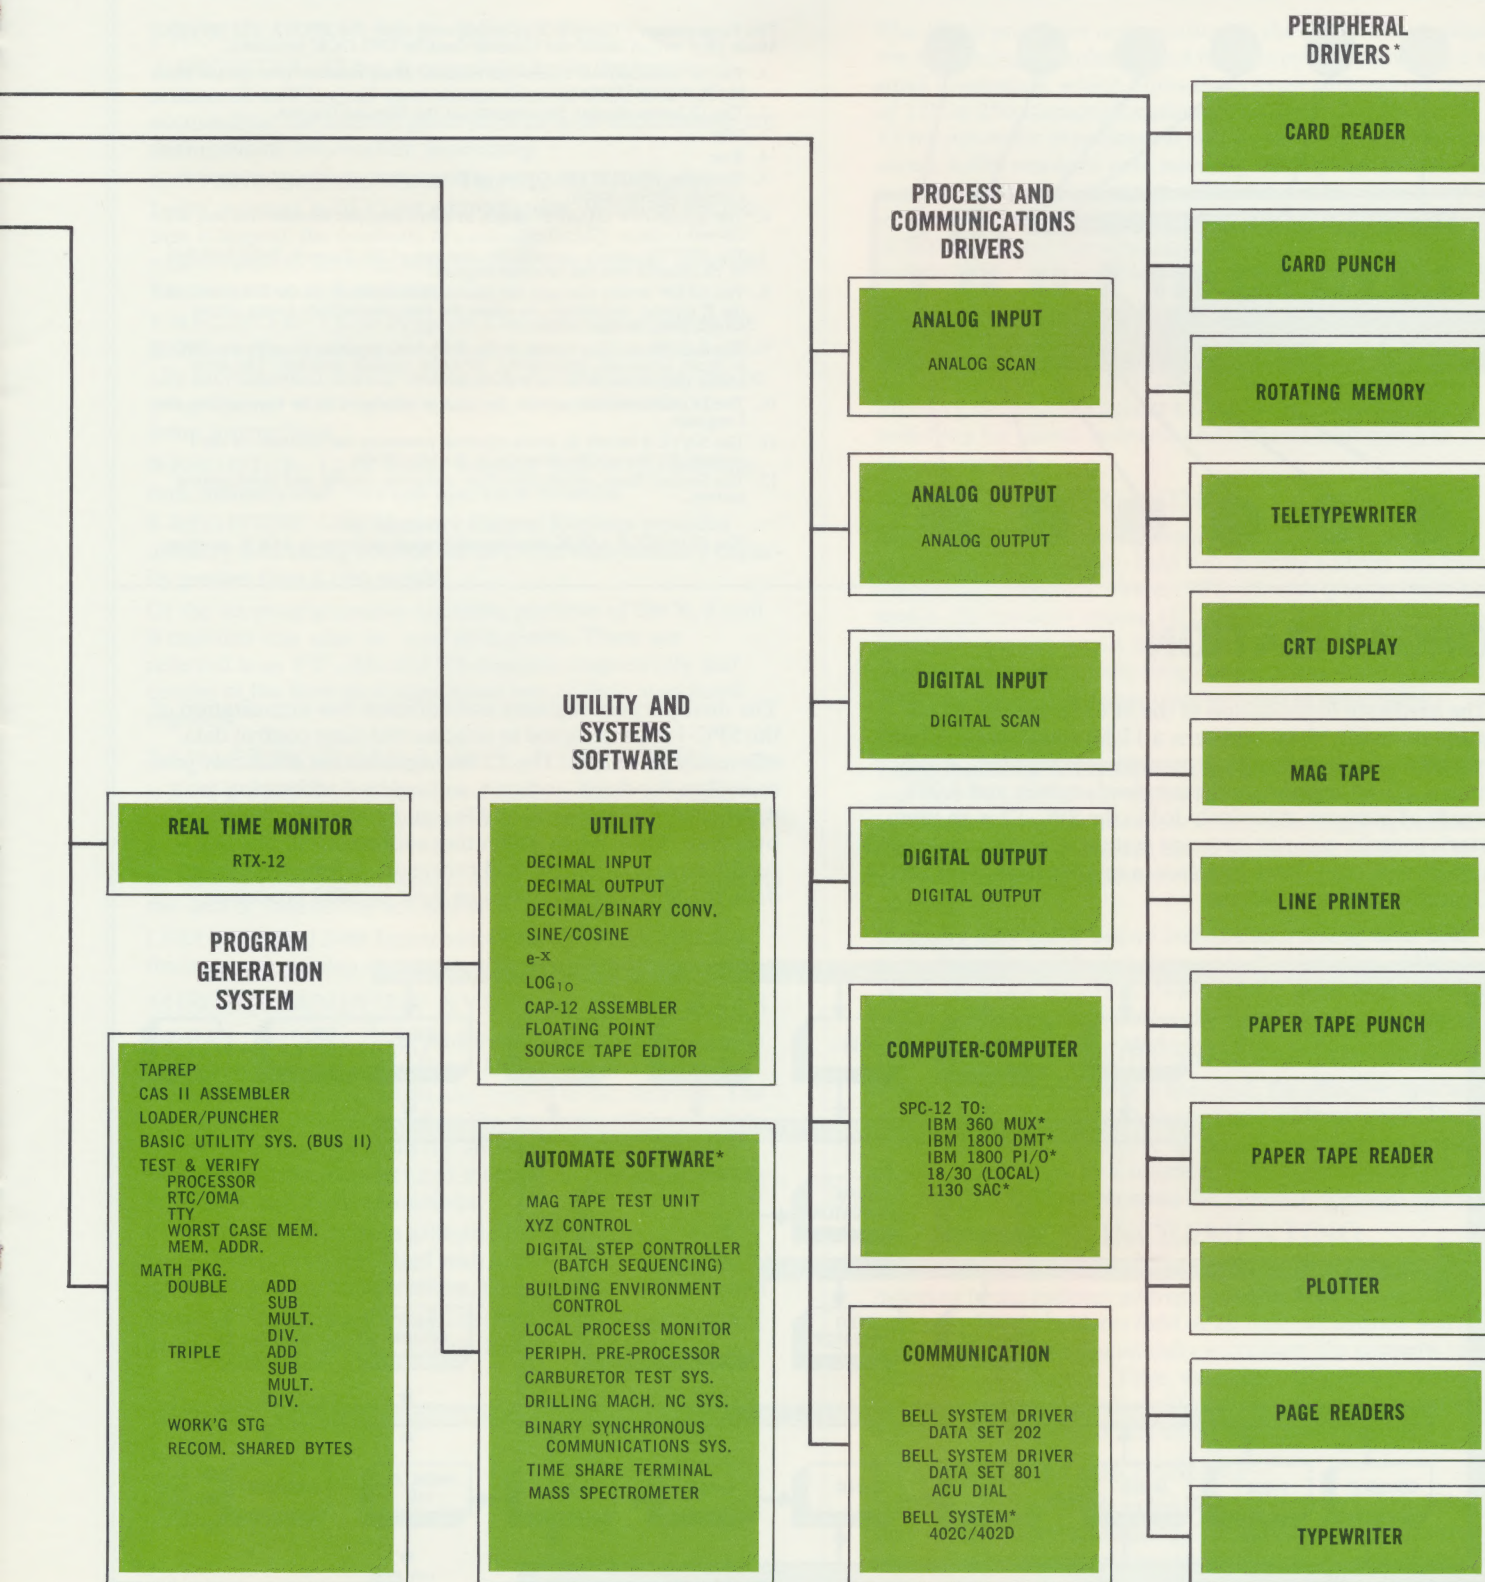 REAL TIME MONITOR
RTX-12
PROGRAM
GENERATION
SYSTEM
TAPREP
CAS II ASSEMBLER
LOADER/PUNCHER
BASIC UTILITY SYS. (BUS II)
TEST & VERIFY
PROCESSOR
RTC/OMA
TTY
WORST CASE MEM.
MEM. ADDR.
MATH PKG.
DOUBLE ADD
SUB
MULT.
DIV.
TRIPLE ADD
SUB
MULT.
DIV.
WORK'G STG
RECOM. SHARED BYTES
UTILITY AND
SYSTEMS
SOFTWARE
UTILITY
DECIMAL INPUT
DECIMAL OUTPUT
DECIMAL/BINARY CONV.
SINE/COSINE
e-x
LOG10
CAP-12 ASSEMBLER
FLOATING POINT
SOURCE TAPE EDITOR
AUTOMATE SOFTWARE*
MAG TAPE TEST UNIT
XYZ CONTROL
DIGITAL STEP CONTROLLER
(BATCH SEQUENCING)
BUILDING ENVIRONMENT
CONTROL
LOCAL PROCESS MONITOR
PERIPH. PRE-PROCESSOR
CARBURETOR TEST SYS.
DRILLING MACH. NC SYS.
BINARY SYNCHRONOUS
COMMUNICATIONS SYS.
TIME SHARE TERMINAL
MASS SPECTROMETER
PROCESS AND
COMMUNICATIONS
DRIVERS
ANALOG INPUT
ANALOG SCAN
ANALOG OUTPUT
ANALOG OUTPUT
DIGITAL INPUT
DIGITAL SCAN
DIGITAL OUTPUT
DIGITAL OUTPUT
COMPUTER-COMPUTER
SPC-12 TO:
IBM 360 MUX*
IBM 1800 DMT*
IBM 1800 PI/O*
18/30 (LOCAL)
1130 SAC*
COMMUNICATION
BELL SYSTEM DRIVER
DATA SET 202
BELL SYSTEM DRIVER
DATA SET 801
ACU DIAL
BELL SYSTEM*
402C/402D
PERIPHERAL
DRIVERS*
CARD READER
CARD PUNCH
ROTATING MEMORY
TELETYPEWRITER
CRT DISPLAY
MAG TAPE
LINE PRINTER
PAPER TAPE PUNCH
PAPER TAPE READER
PLOTTER
PAGE READERS
TYPEWRITER